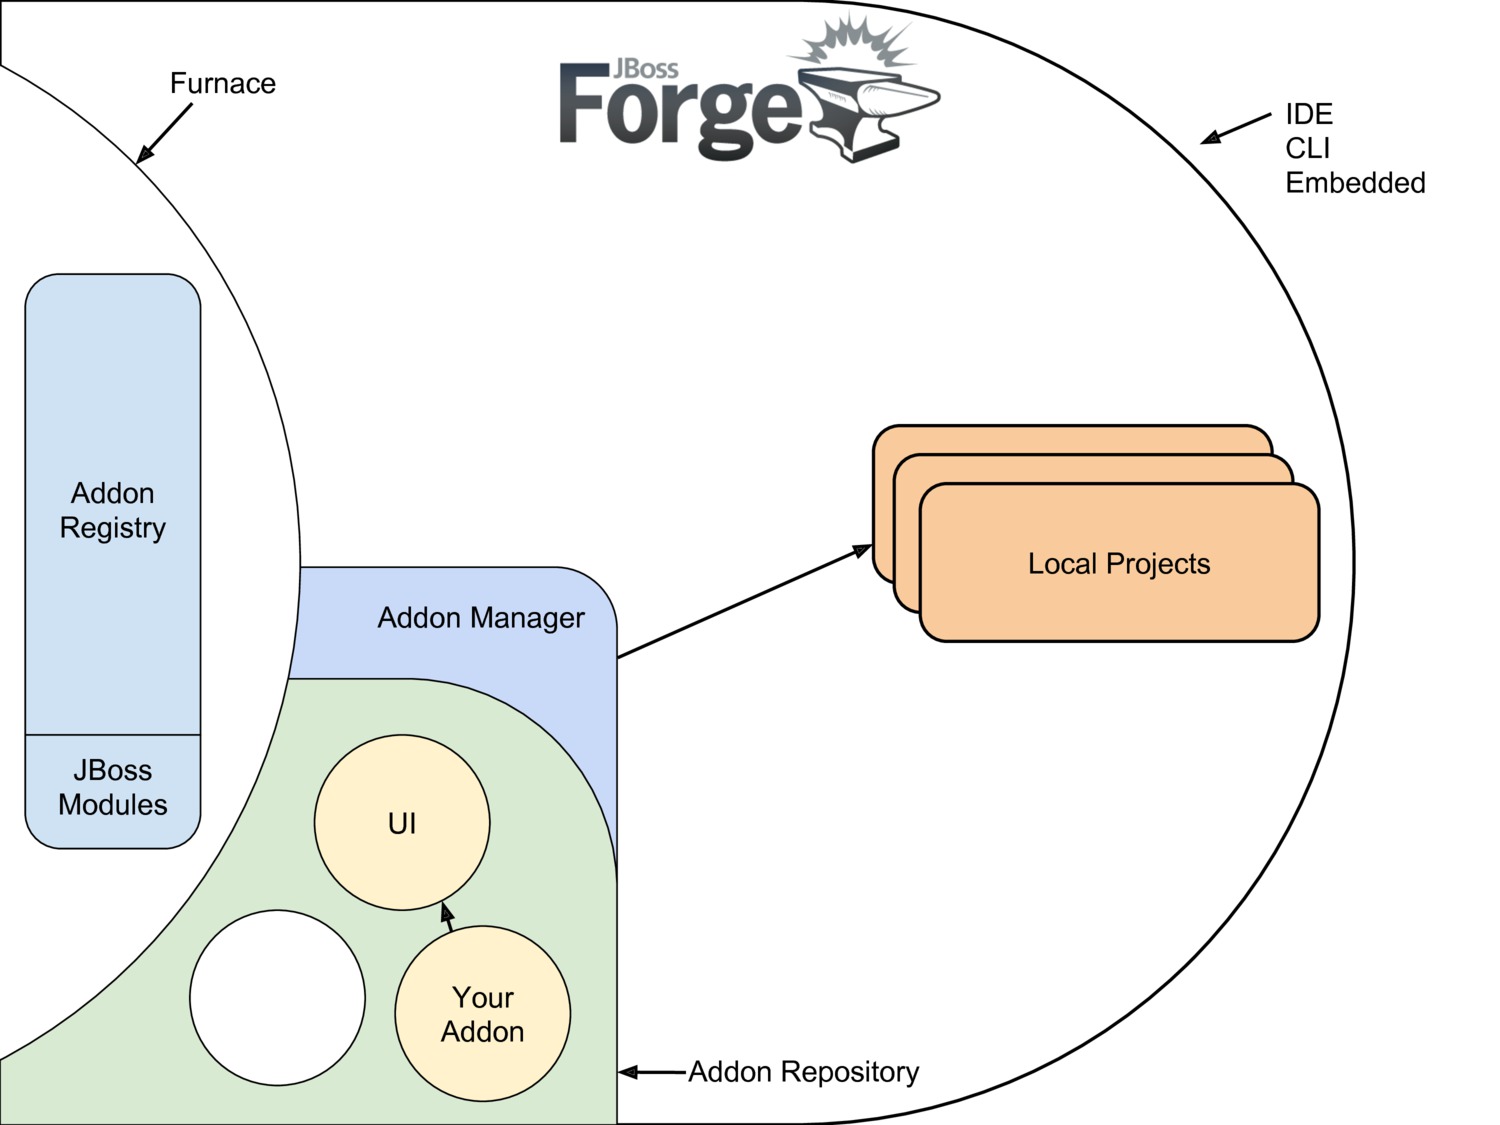 JBoss
Forge
Furnace
IDE
CLI
Embedded
Addon
Registry
Local Projects
Addon Manager
JBoss
Modules
UI
Your
Addon
Addon Repository